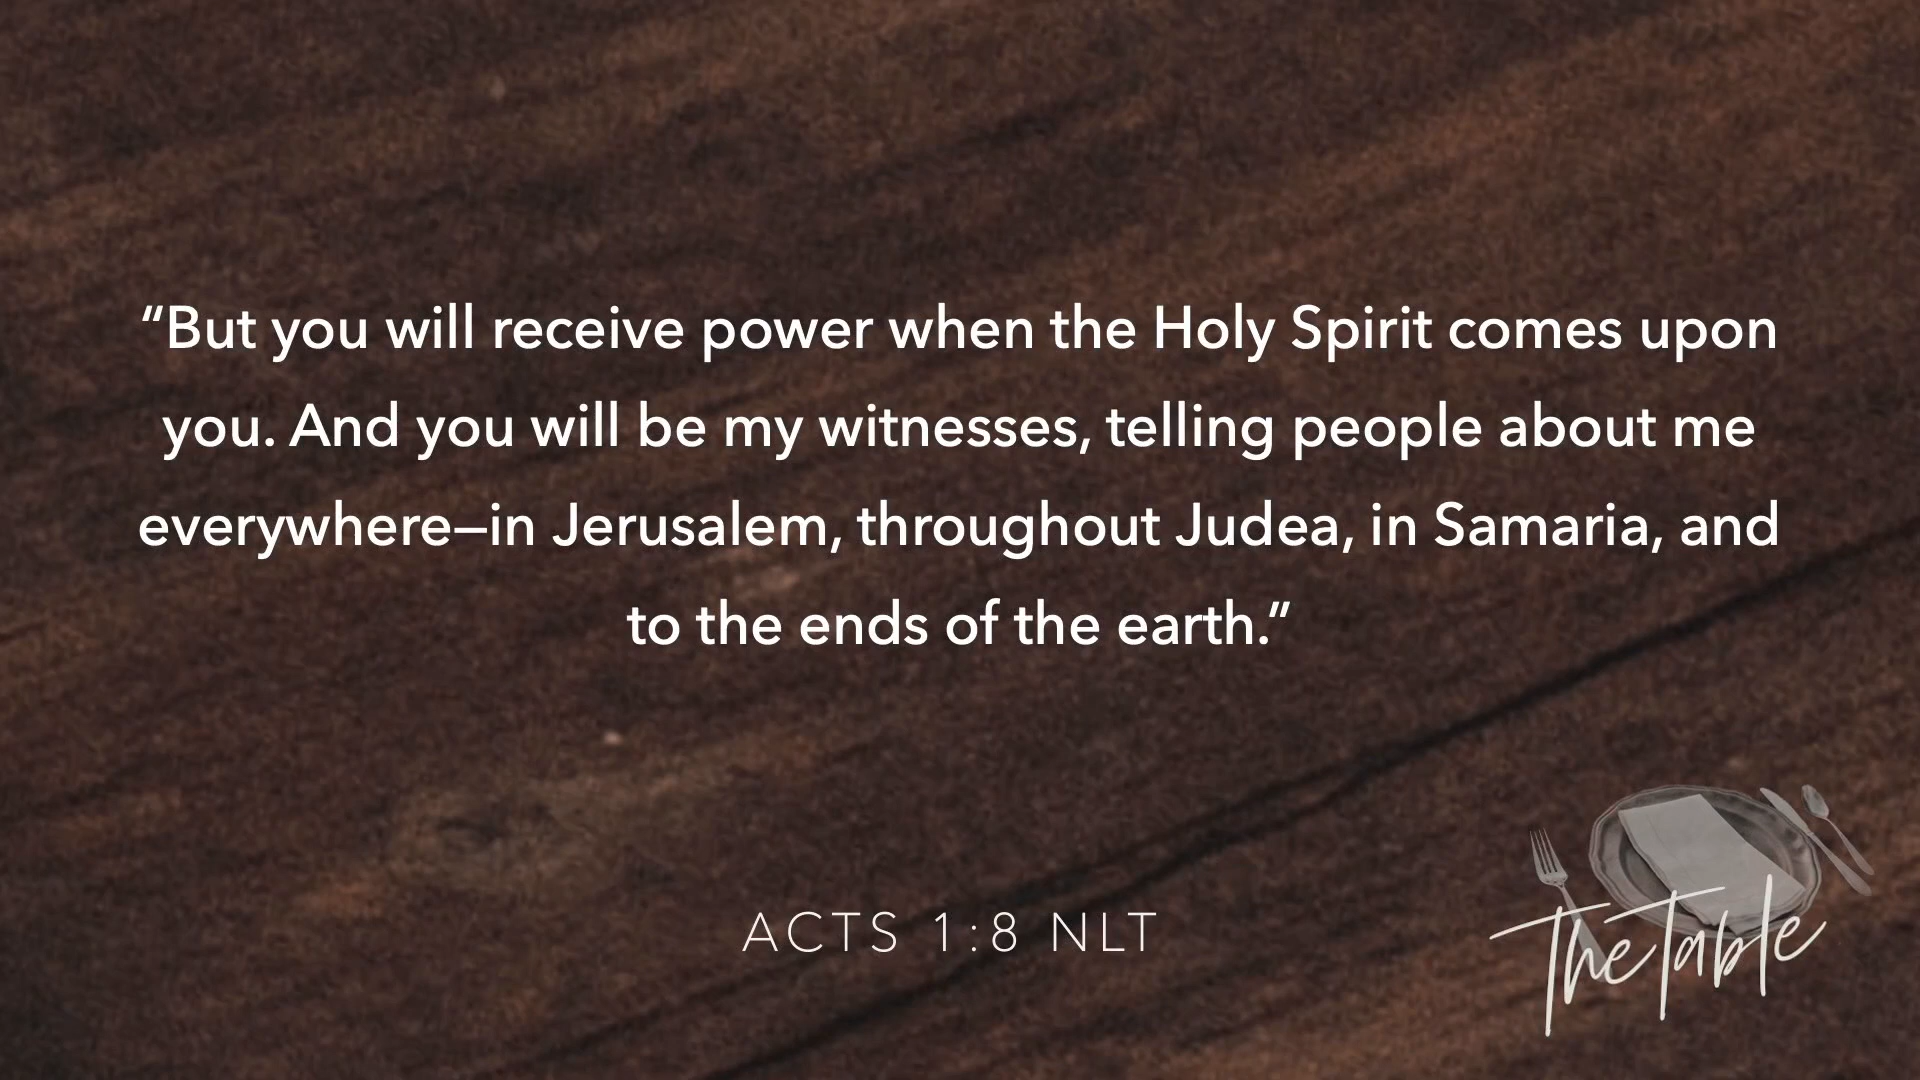 “But you will receive power when the Holy Spirit comes upon
you. And you will be my witnesses, telling people about me
everywhere—in Jerusalem, throughout Judea, in Samaria, and
to the ends of the earth.”
ACTS 1:8 NLT
The Table